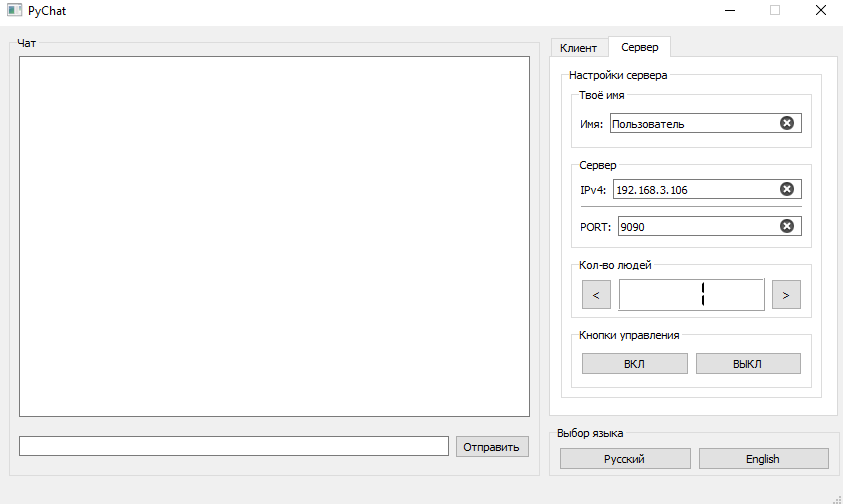 PyChat
Чат
Отправить
Клиент
Сервер
Настройки сервера
Твоё имя
Имя: Пользователь
Сервер
IPv4: 192.168.3.106
PORT: 9090
Кол-во людей
< 1 >
Кнопки управления
ВКЛ ВЫКЛ
Выбор языка
Русский English